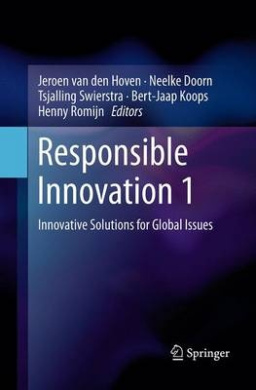 Jeroen van den Hoven · Neelke Doorn
Tsjalling Swierstra · Bert-Jaap Koops
Henny Romijn Editors
Responsible
Innovation 1
Innovative Solutions for Global Issues
Springer